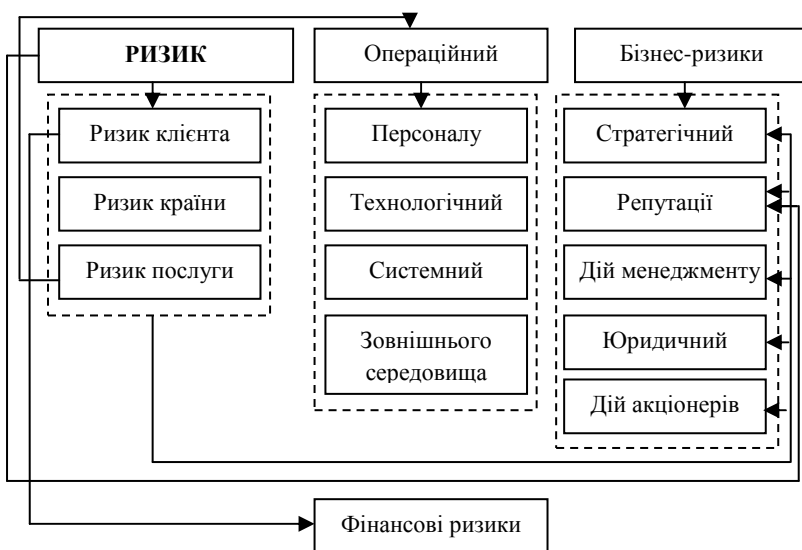 РИЗИК
Операційний
Бізнес-ризики
Ризик клієнта
Ризик країни
Ризик послуги
Персоналу
Технологічний
Системний
Зовнішнього
середовища
Стратегічний
Репутації
Дій менеджменту
Юридичний
Дій акціонерів
Фінансові ризики